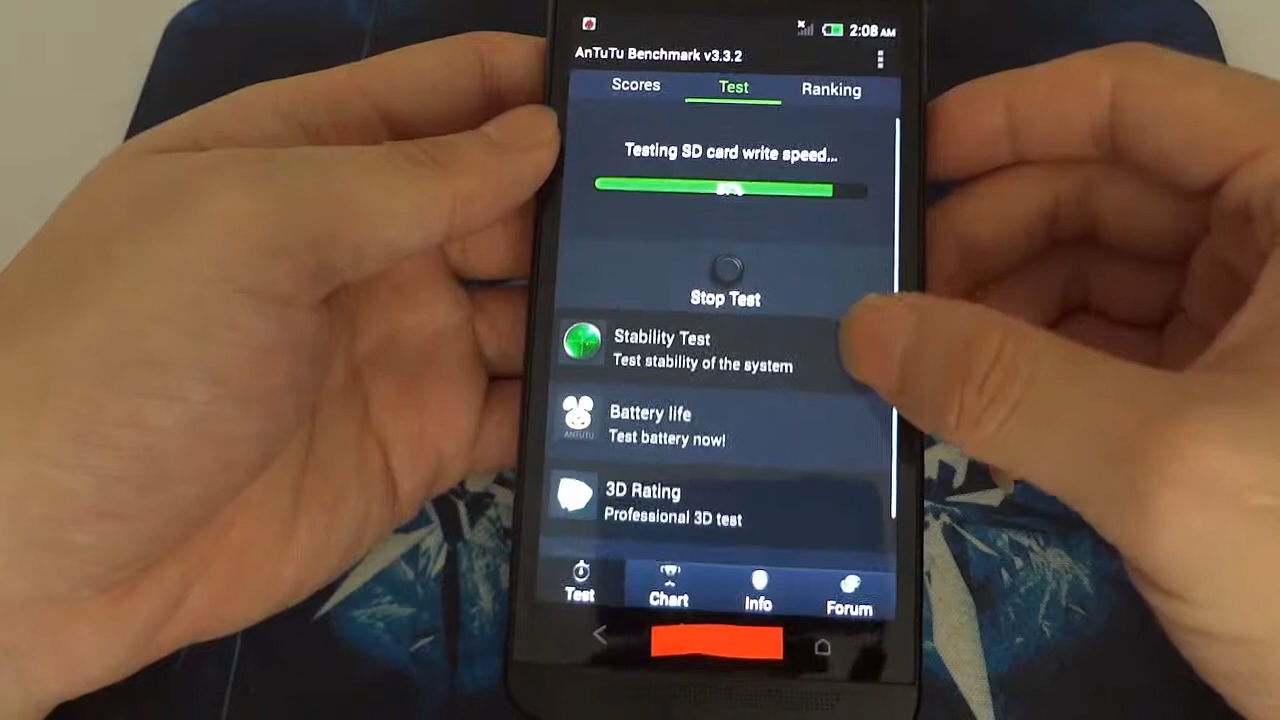 2:08 AM
AnTuTu Benchmark v3.3.2
Scores Test Ranking
Testing SD card write speed...
Stop Test
Stability Test
Test stability of the system
Battery life
Test battery now!
ANTUTU
3D Rating
Professional 3D test
Test Chart Info Forum